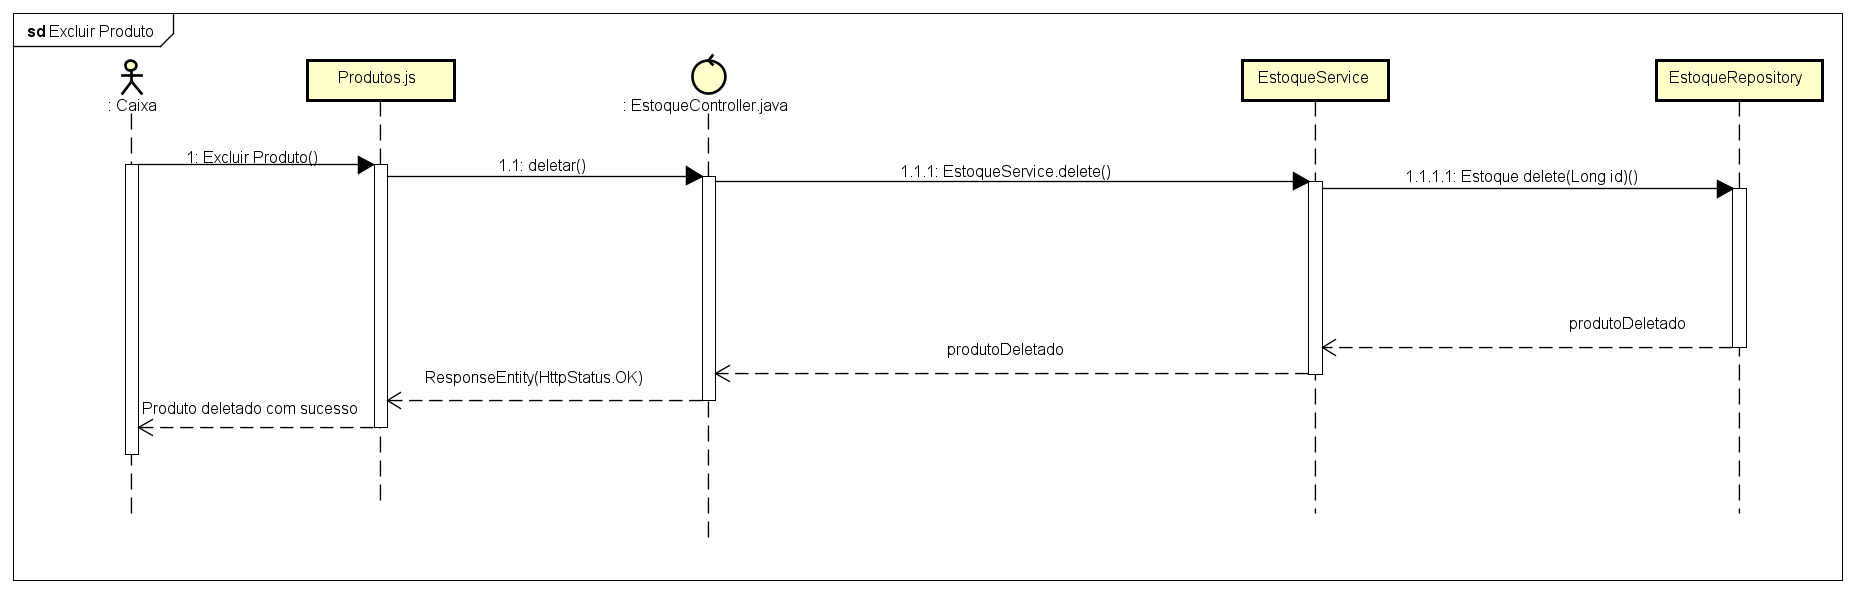 sd Excluir Produto
: Caixa
Produtos.js
: EstoqueController.java
EstoqueService
EstoqueRepository
1: Excluir Produto()
1.1: deletar()
1.1.1: EstoqueService.delete()
1.1.1.1: Estoque delete(Long id)()
produtoDeletado
produtoDeletado
ResponseEntity(HttpStatus.OK)
Produto deletado com sucesso